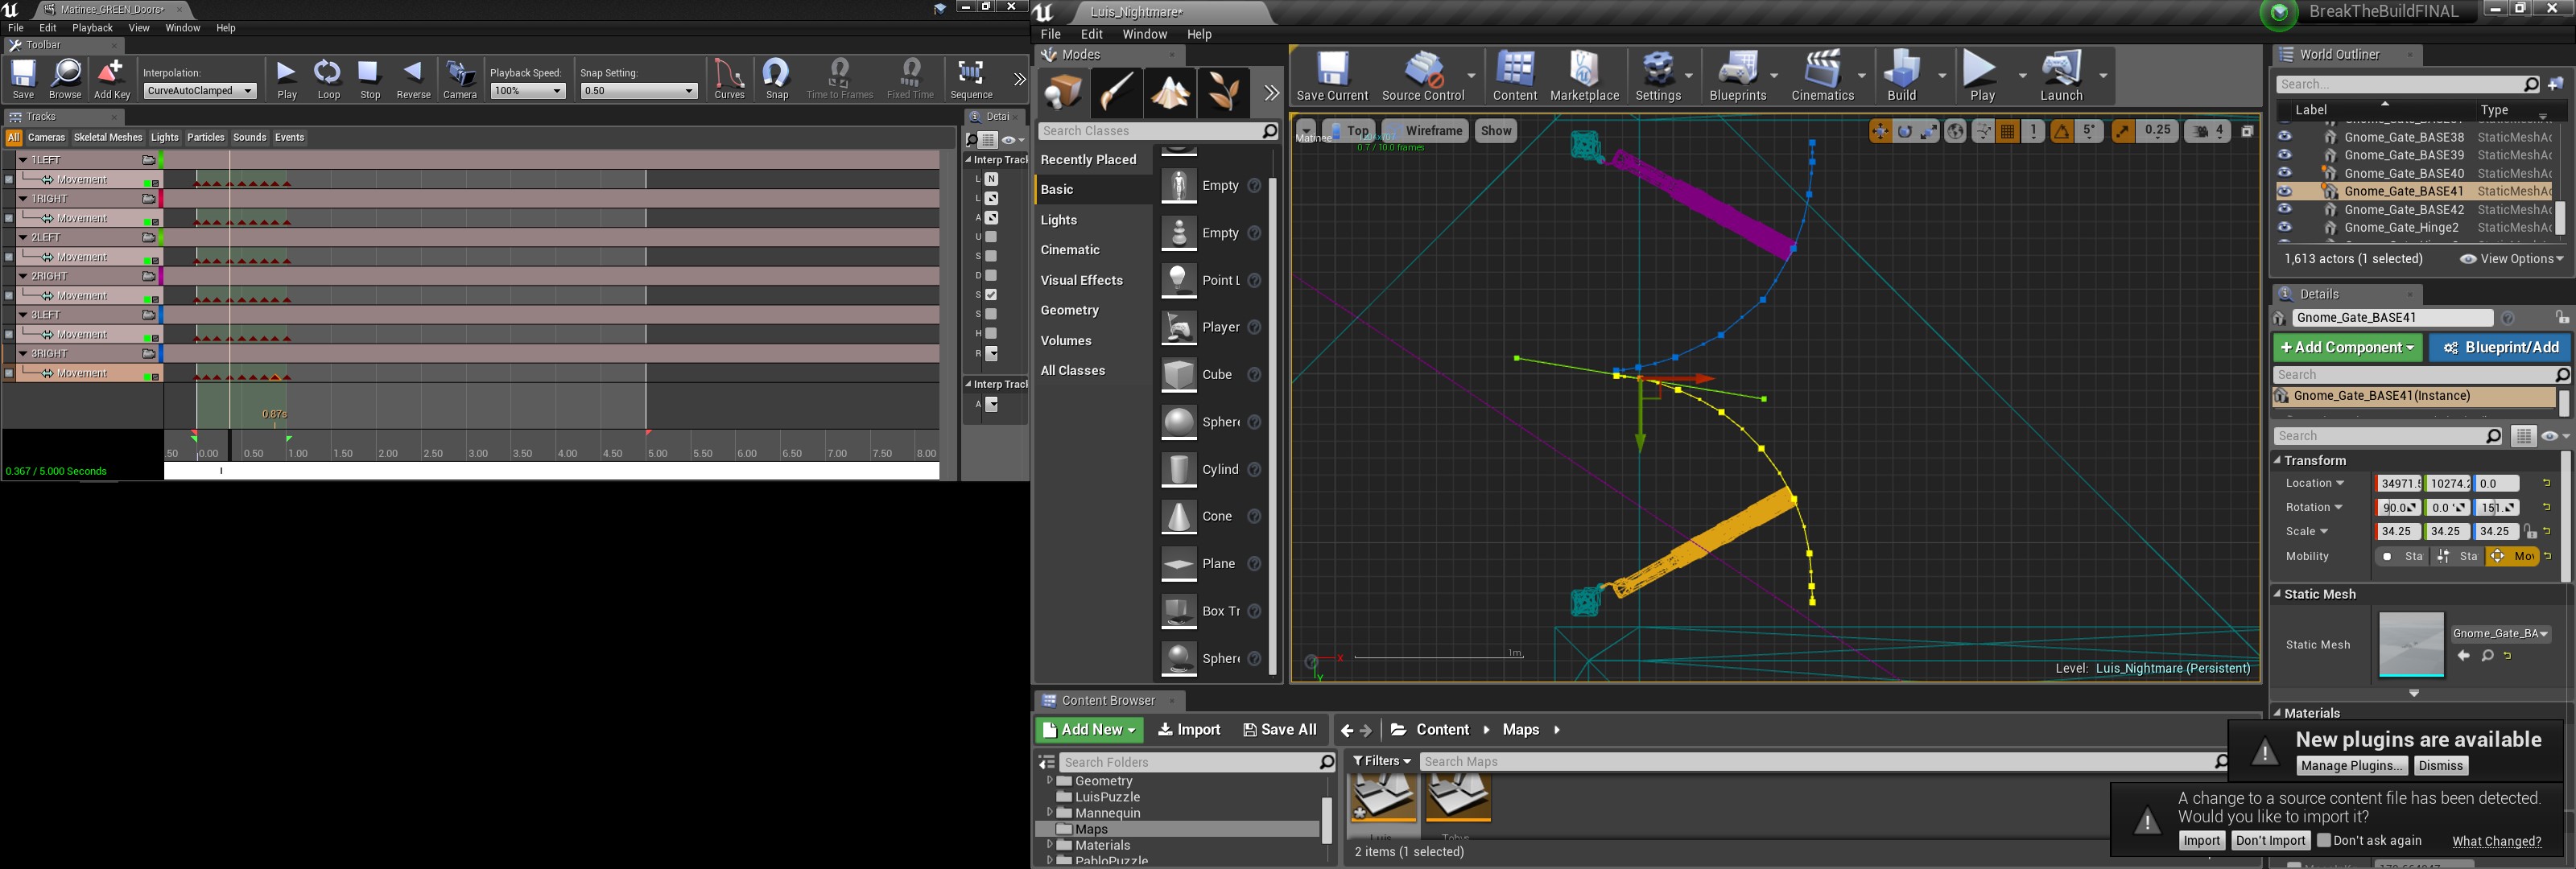 Matinee_GREEN_Doors*
File Edit Playback View Window Help
Toolbar
Save Browse Add Key
Interpolation:
CurveAutoClamped
Play Loop Stop Reverse Camera
Playback Speed:
100%
Snap Setting:
0.50
Curves Snap Time to Frames Fixed Time Sequence
Tracks
All Cameras Skeletal Meshes Lights Particles Sounds Events
1LEFT
Movement
1RIGHT
Movement
2LEFT
Movement
2RIGHT
Movement
3LEFT
Movement
3RIGHT
Movement
0.87s
.50 0.00 0.50 1.00 1.50 2.00 2.50 3.00 3.50 4.00 4.50 5.00 5.50 6.00 6.50 7.00 7.50 8.00
0.367 / 5.000 Seconds
Detai
Interp Track
L N
L
A
U
S
D
S
S
H
R
Interp Track
A
Luis_Nightmare*
BreakTheBuildFINAL
File Edit Window Help
Modes
Search Classes
Recently Placed
Basic
Lights
Cinematic
Visual Effects
Geometry
Volumes
All Classes
Empty
Empty
Point L
Player
Cube
Spher
Cylind
Cone
Plane
Box Tr
Spher
Save Current Source Control Content Marketplace Settings Blueprints Cinematics Build Play Launch
Top Wireframe Show
Matinee
0.7 / 10.0 frames
1 5° 0.25 4
1m
X
Y
Level: Luis_Nightmare (Persistent)
World Outliner
Search...
Label Type
Gnome_Gate_BASE38 StaticMeshAc
Gnome_Gate_BASE39 StaticMeshAc
Gnome_Gate_BASE40 StaticMeshAc
Gnome_Gate_BASE41 StaticMeshAc
Gnome_Gate_BASE42 StaticMeshAc
Gnome_Gate_Hinge2 StaticMeshAc
1,613 actors (1 selected) View Options
Details
Gnome_Gate_BASE41
+Add Component Blueprint/Add
Search
Gnome_Gate_BASE41(Instance)
Search
Transform
Location 34971.5 10274.2 0.0
Rotation 90.0 0.0 ° 151.
Scale 34.25 34.25 34.25
Mobility Sta Sta Mov
Static Mesh
Static Mesh Gnome_Gate_BA
Materials
Content Browser
Add New Import Save All Content Maps
Search Folders
Geometry
LuisPuzzle
Mannequin
Maps
Materials
PabloPuzzle
Filters Search Maps
2 items (1 selected)
New plugins are available
Manage Plugins... Dismiss
A change to a source content file has been detected.
Would you like to import it?
Import Don't Import Don't ask again What Changed?